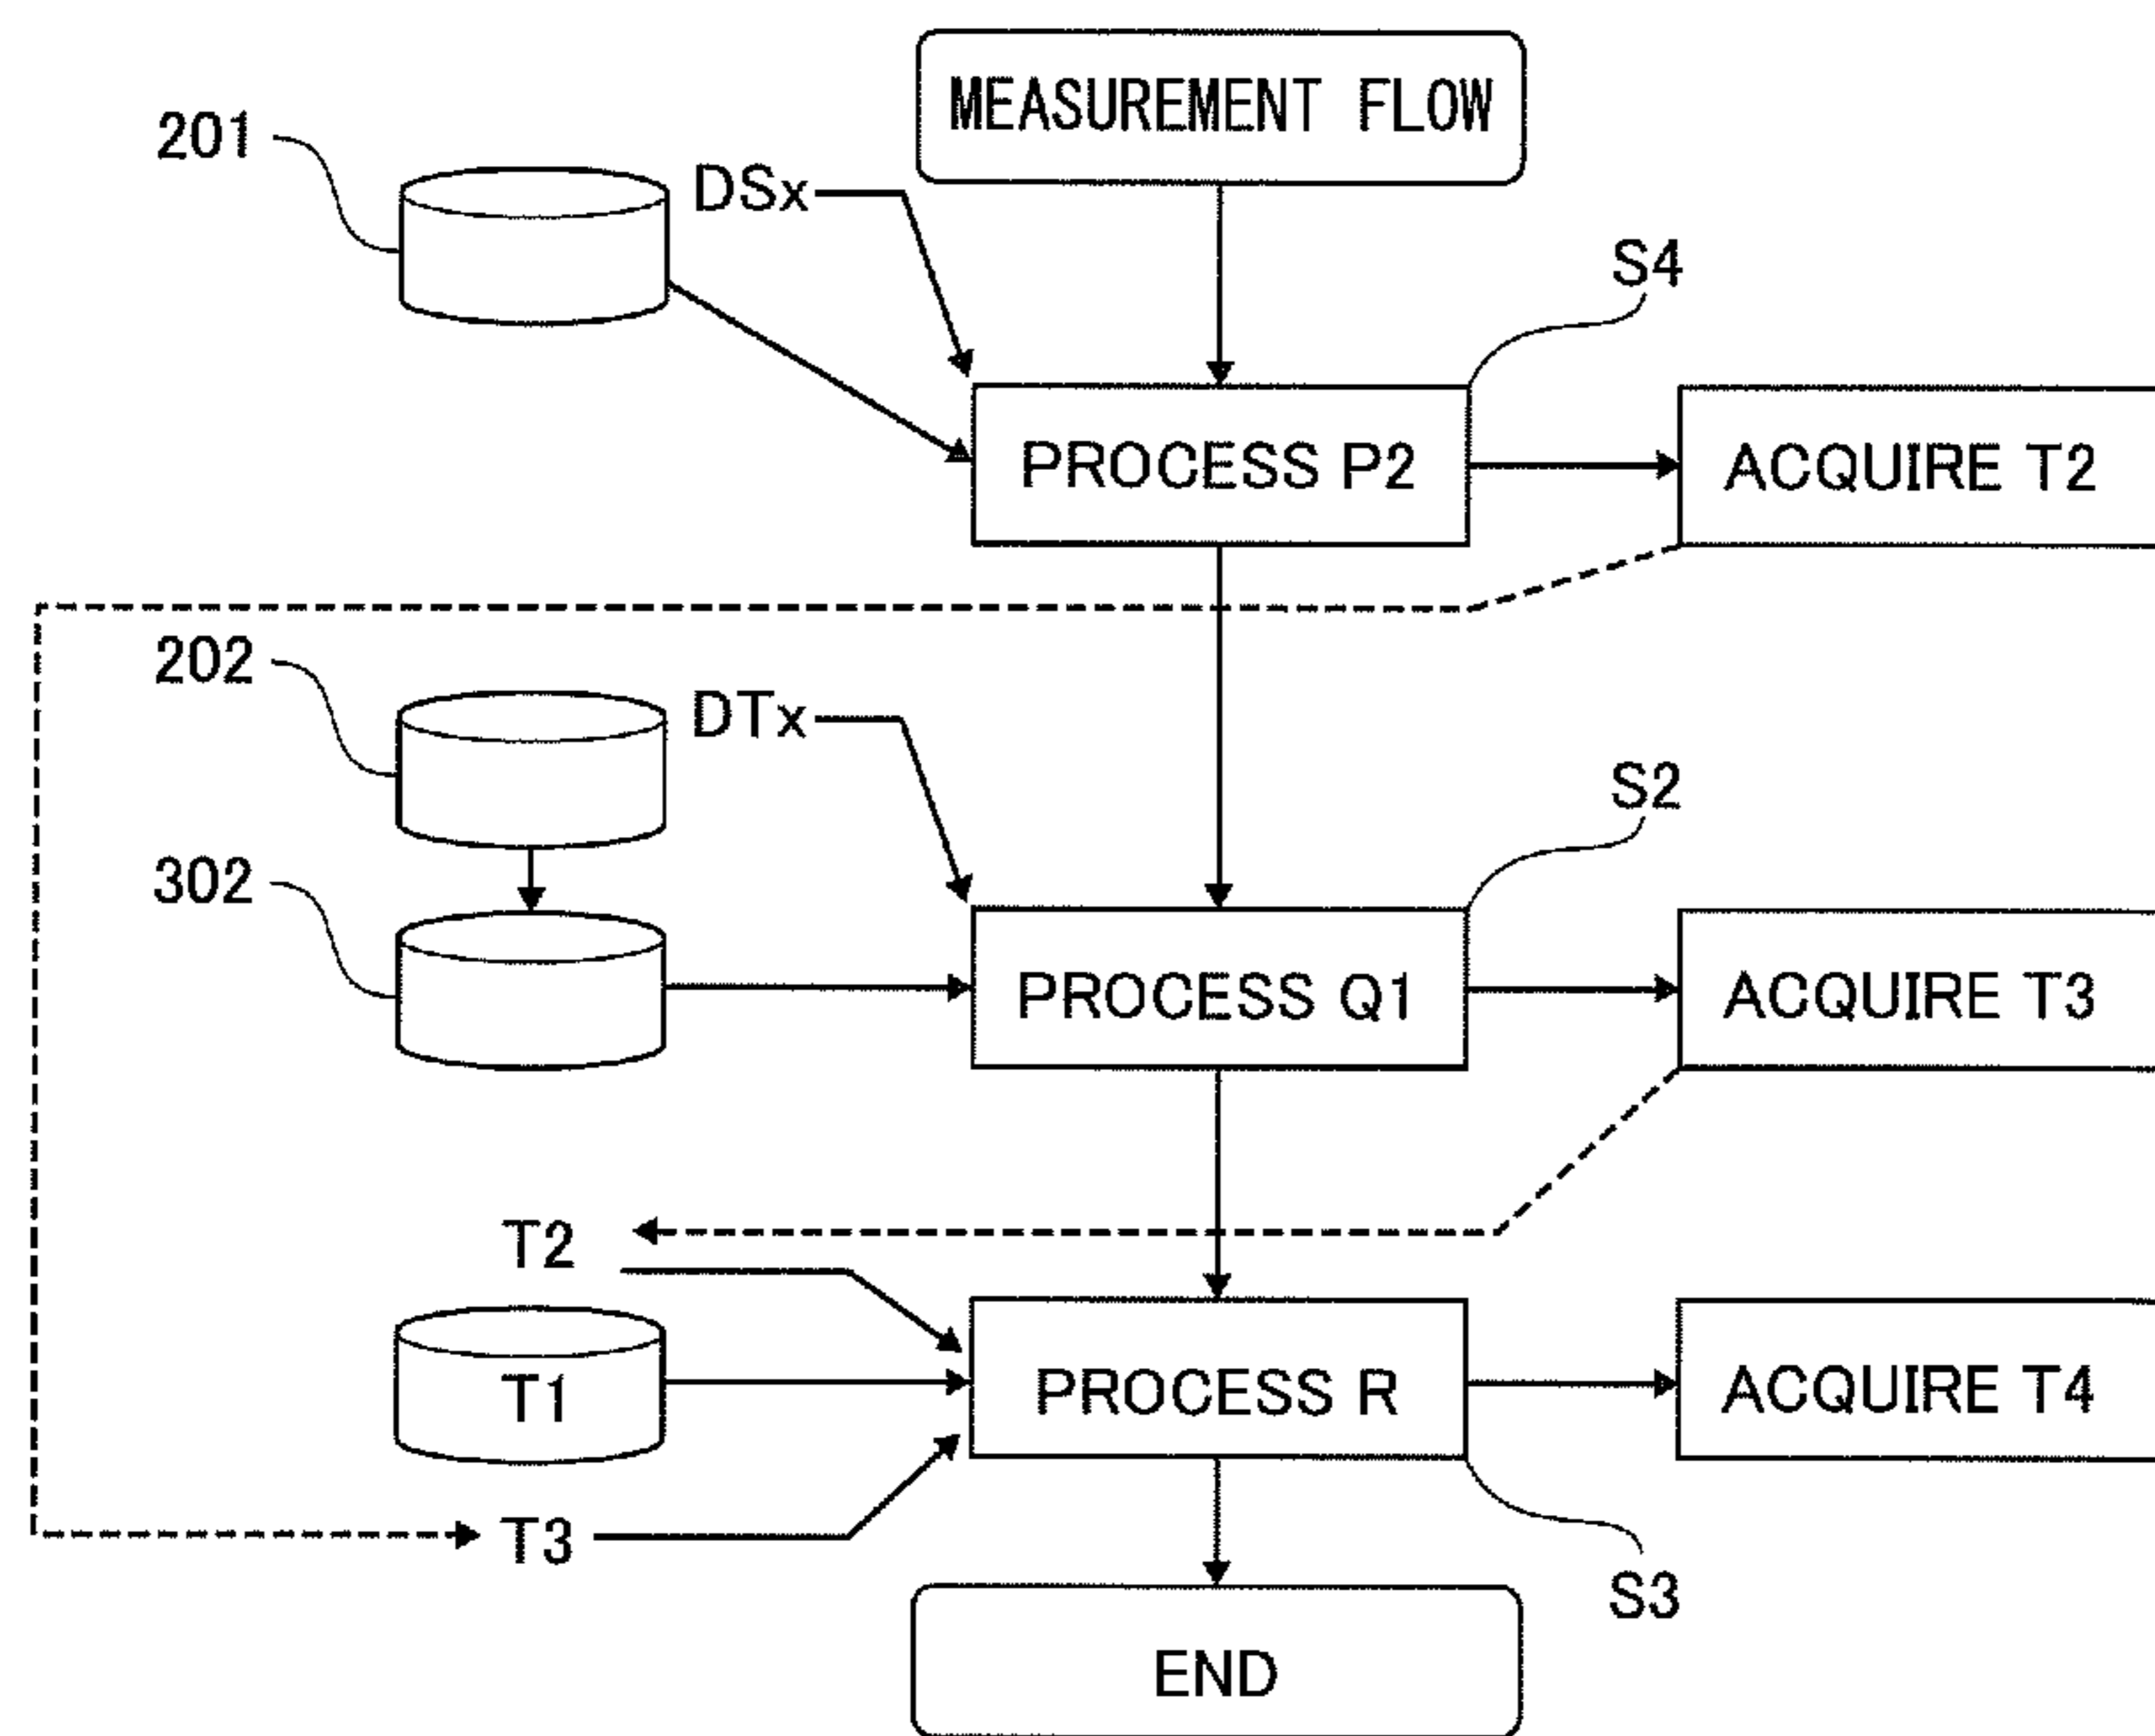 MEASUREMENT FLOW
201
DSx
S4
PROCESS P2
ACQUIRE T2
202
DTx
S2
302
PROCESS Q1
ACQUIRE T3
T2
T1
PROCESS R
ACQUIRE T4
T3
S3
END